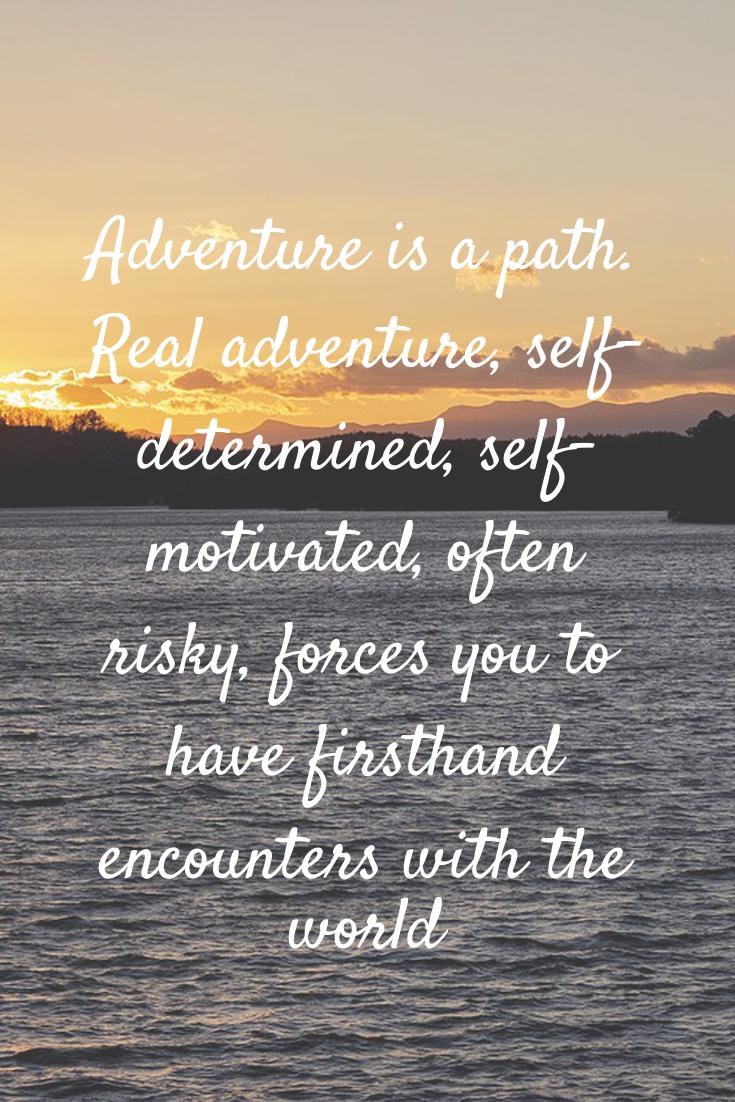 Adventure is a path.
Real adventure, self-
determined, self-
motivated, often
risky, forces you to
have firsthand
encounters with the
world